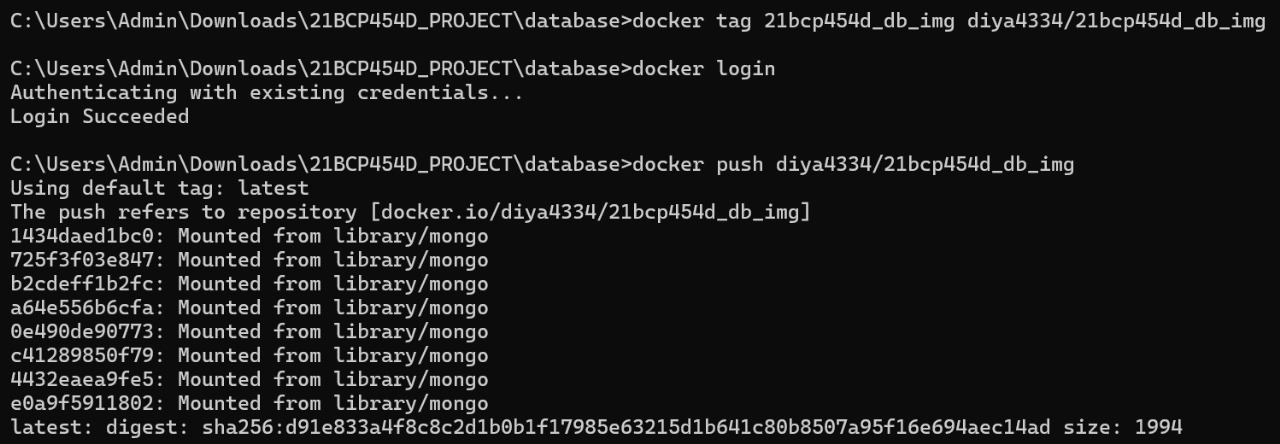 C:\Users\Admin\Downloads\21BCP454D_PROJECT\database>docker tag 21bcp454d_db_img diya4334/21bcp454d_db_img
C:\Users\Admin\Downloads\21BCP454D_PROJECT\database>docker login
Authenticating with existing credentials...
Login Succeeded
C:\Users\Admin\Downloads\21BCP454D_PROJECT\database>docker push diya4334/21bcp454d_db_img
Using default tag: latest
The push refers to repository [docker.io/diya4334/21bcp454d_db_img]
1434daed1bc0: Mounted from library/mongo
725f3f03e847: Mounted from library/mongo
b2cdeff1b2fc: Mounted from library/mongo
a64e556b6cfa: Mounted from library/mongo
0e490de90773: Mounted from library/mongo
c41289850f79: Mounted from library/mongo
4432eaea9fe5: Mounted from library/mongo
e0a9f5911802: Mounted from library/mongo
latest: digest: sha256:d91e833a4f8c8c2d1b0b1f17985e63215d1b641c80b8507a95f16e694aec14ad size: 1994